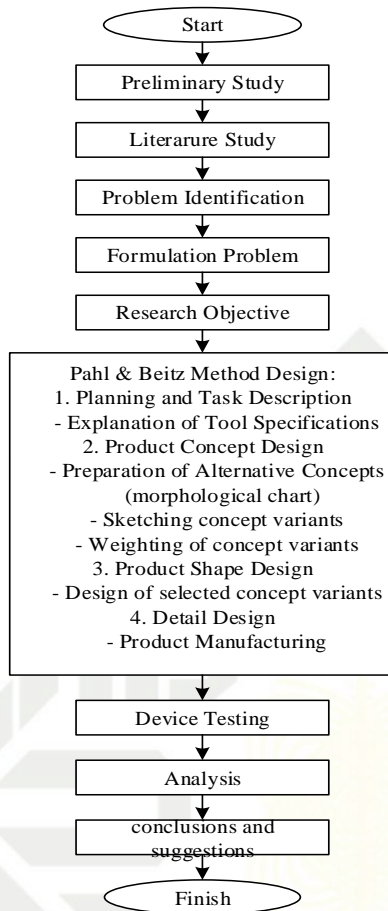 Start
Preliminary Study
Literarure Study
Problem Identification
Formulation Problem
Research Objective
Pahl & Beitz Method Design:
1. Planning and Task Description
- Explanation of Tool Specifications
2. Product Concept Design
- Preparation of Alternative Concepts
(morphological chart)
- Sketching concept variants
- Weighting of concept variants
3. Product Shape Design
- Design of selected concept variants
4. Detail Design
- Product Manufacturing
Device Testing
Analysis
conclusions and
suggestions
Finish